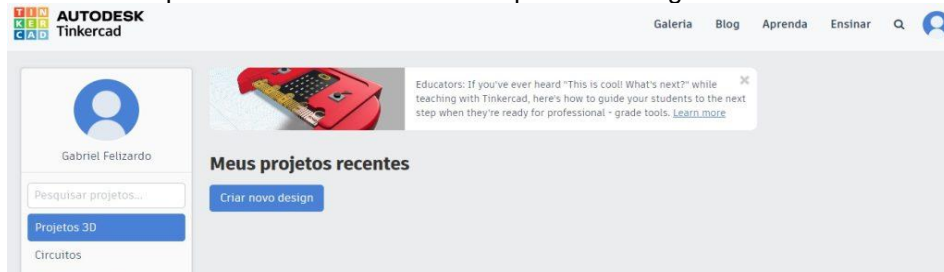 TIN
KER
CAD
AUTODESK
Tinkercad
Galeria Blog Aprenda Ensinar
Educators: If you've ever heard "This is cool! What's next?" while
teaching with Tinkercad, here's how to guide your students to the next
step when they're ready for professional - grade tools. Learn more
Gabriel Felizardo
Meus projetos recentes
Pesquisar projetos...
Criar novo design
Projetos 3D
Circuitos